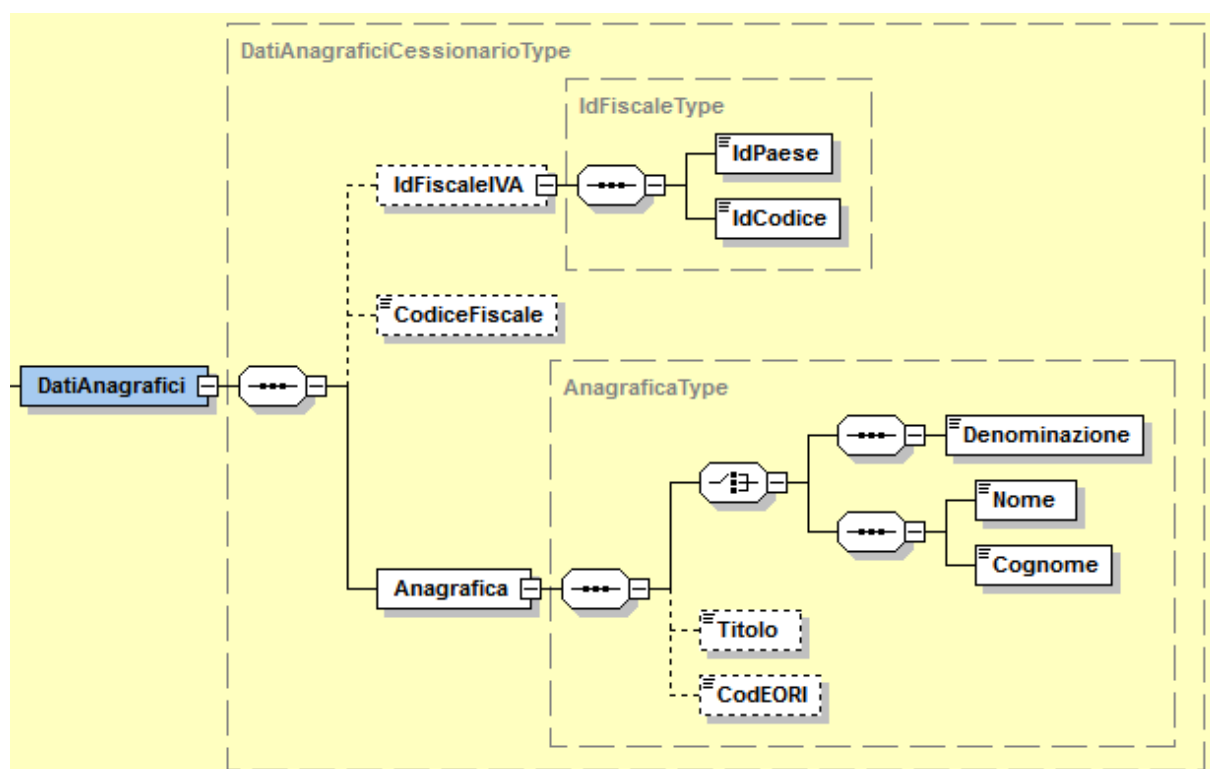 DatiAnagraficiCessionarioType
IdFiscaleType
IdPaese
IdFiscaleIVA
IdCodice
CodiceFiscale
DatiAnagrafici
AnagraficaType
Denominazione
Nome
Cognome
Anagrafica
Titolo
CodEORI